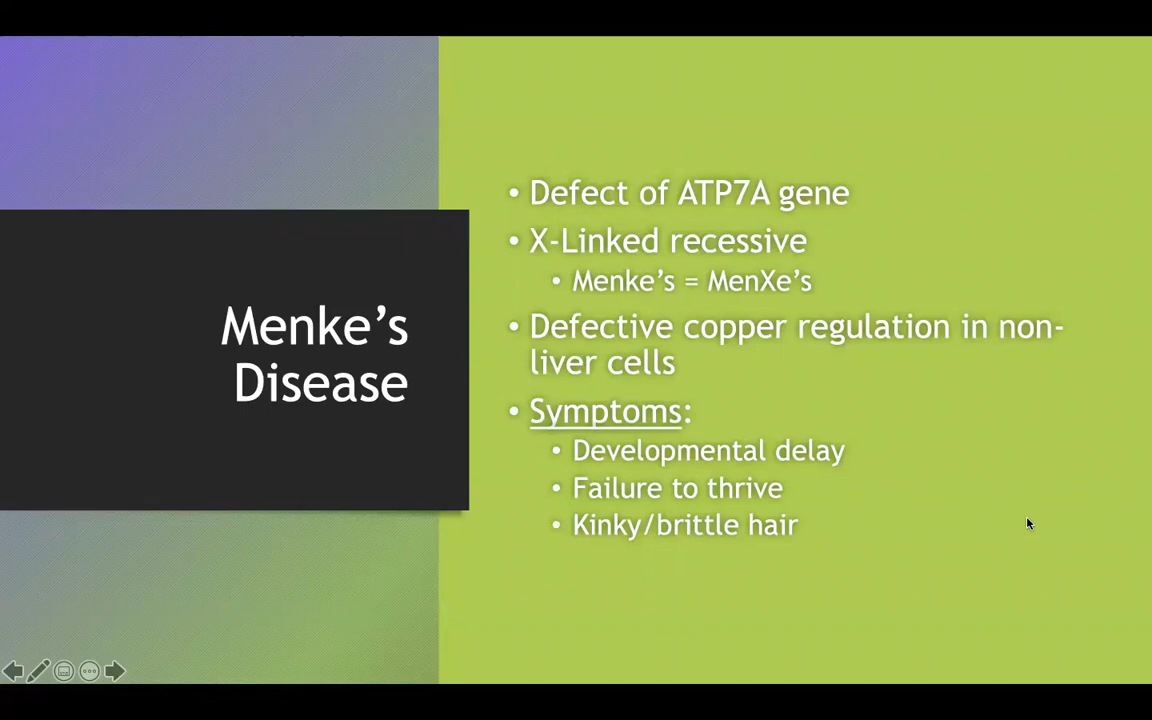 Menke's
Disease
• Defect of ATP7A gene
• X-Linked recessive
• Menke's = MenXe's
• Defective copper regulation in non-
liver cells
• Symptoms:
• Developmental delay
• Failure to thrive
• Kinky/brittle hair